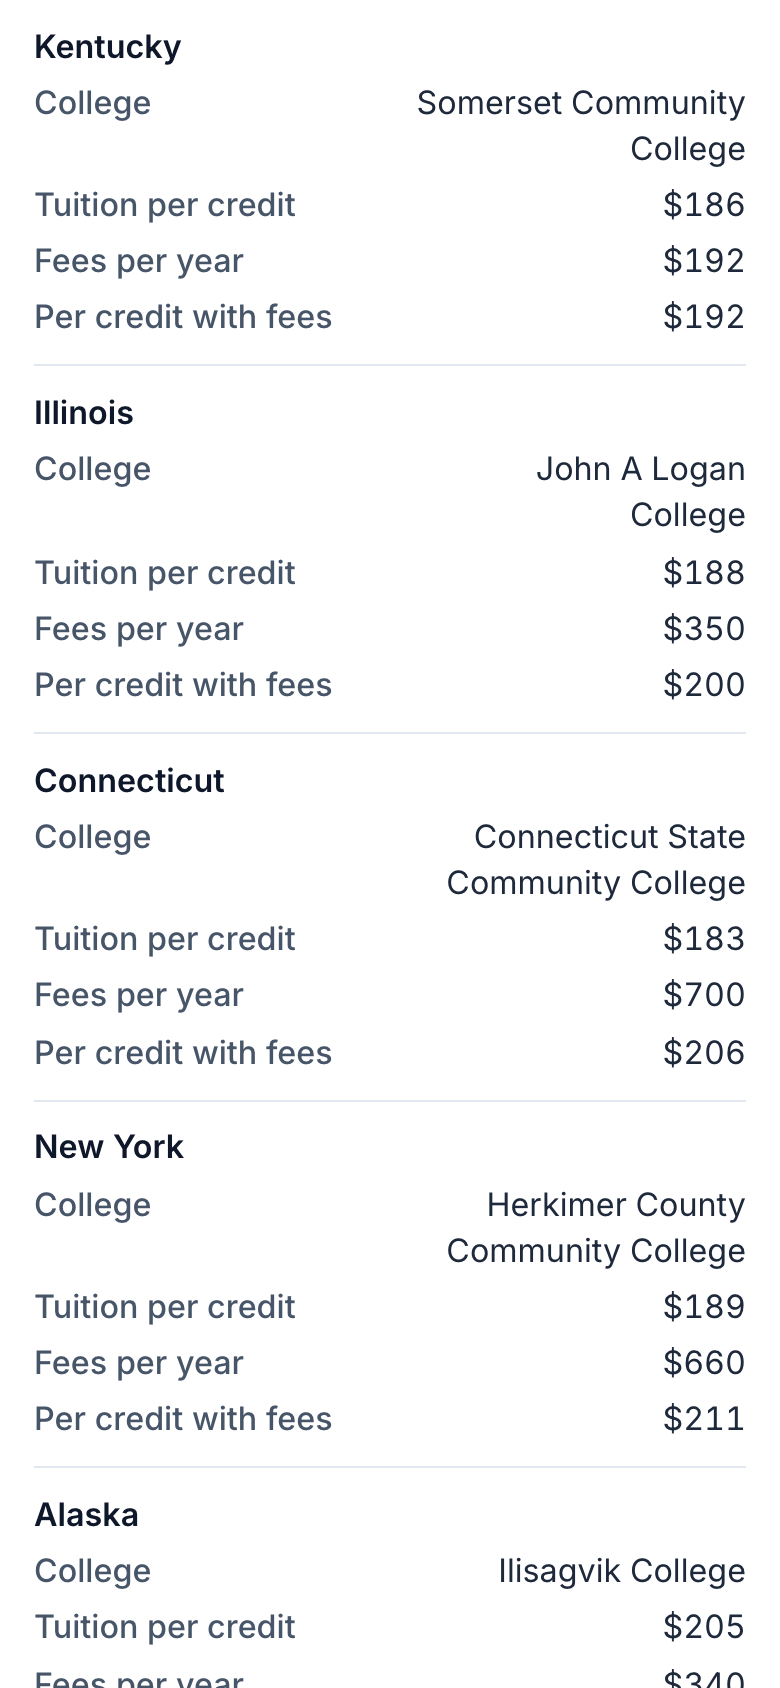 Kentucky
College Somerset Community
College
Tuition per credit $186
Fees per year $192
Per credit with fees $192
Illinois
College John A Logan
College
Tuition per credit $188
Fees per year $350
Per credit with fees $200
Connecticut
College Connecticut State
Community College
Tuition per credit $183
Fees per year $700
Per credit with fees $206
New York
College Herkimer County
Community College
Tuition per credit $189
Fees per year $660
Per credit with fees $211
Alaska
College Ilisagvik College
Tuition per credit $205
Fees per year $340